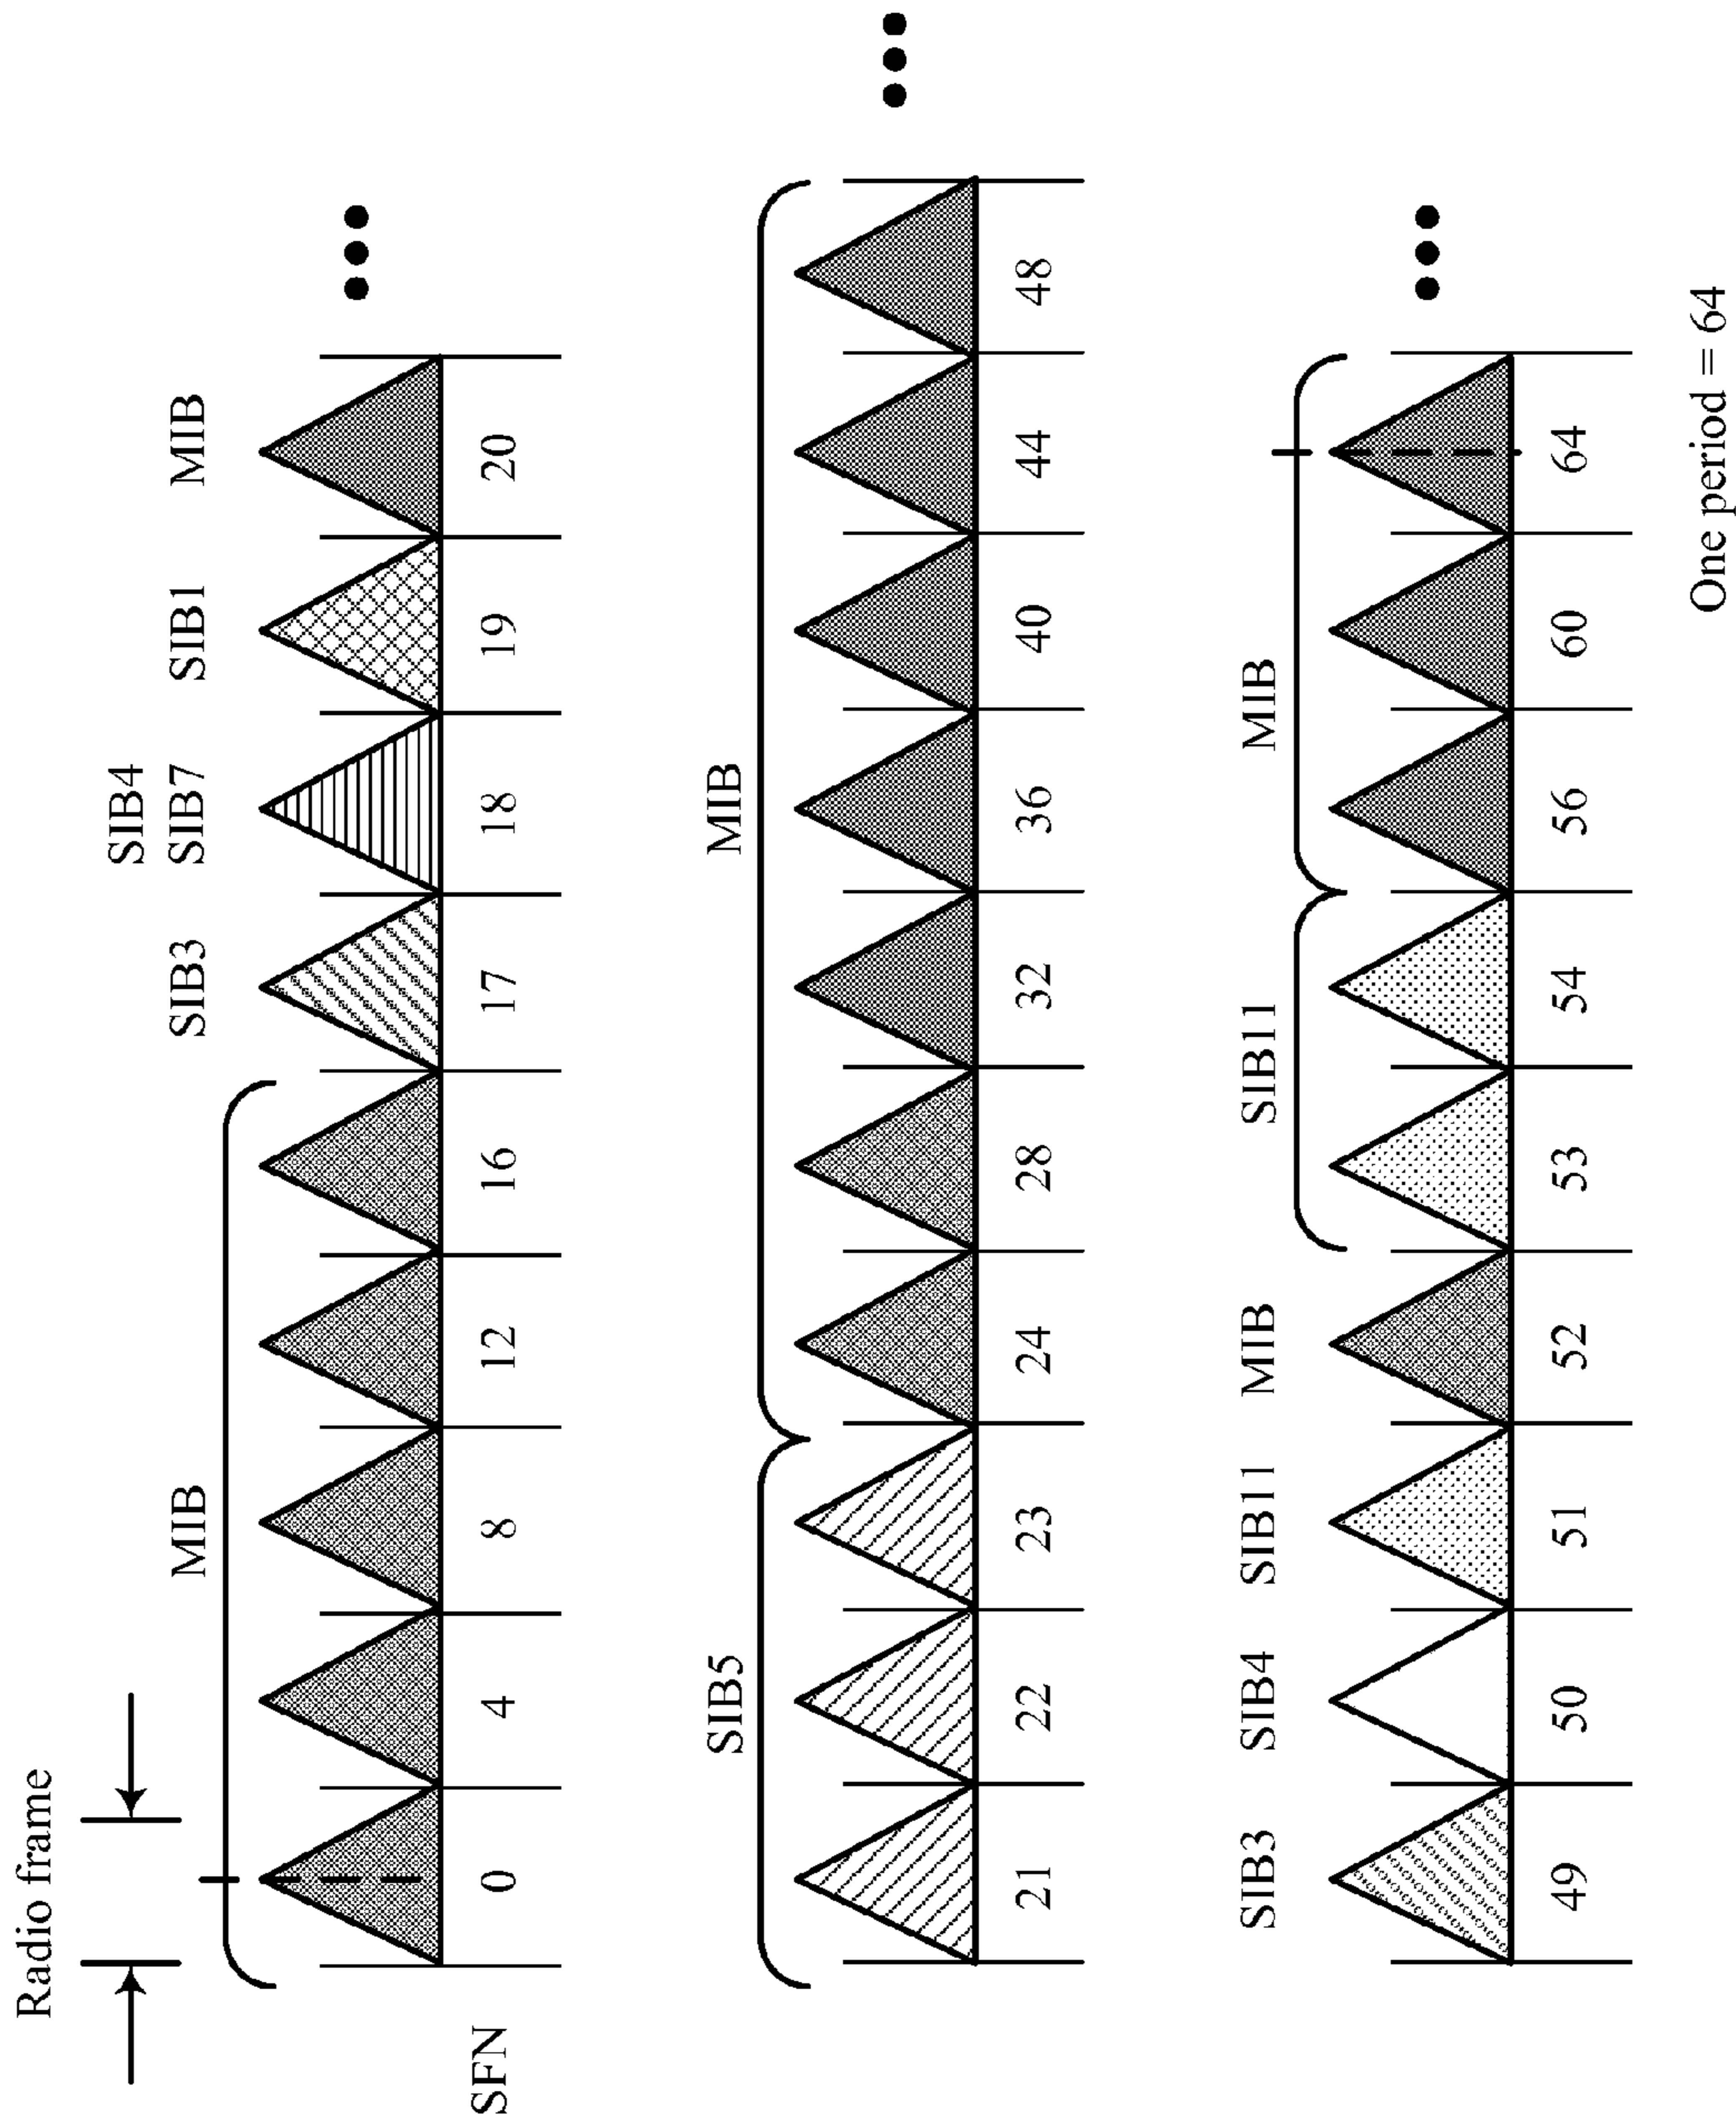 Radio frame
MIB SIB3 SIB4 SIB7 SIB1 MIB
SFN 0 4 8 12 16 17 18 19 20
SIB5 MIB
21 22 23 24 28 32 36 40 44 48
SIB3 SIB4 SIB11 MIB SIB11 MIB
49 50 51 52 53 54 56 60 64
One period = 64